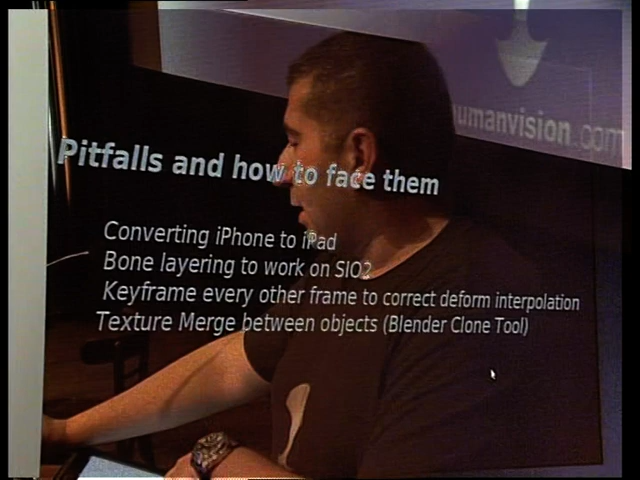 humanvision.com
Pitfalls and how to face them
Converting iPhone to iPad
Bone layering to work on SIO2
Keyframe every other frame to correct deform interpolation
Texture Merge between objects (Blender Clone Tool)